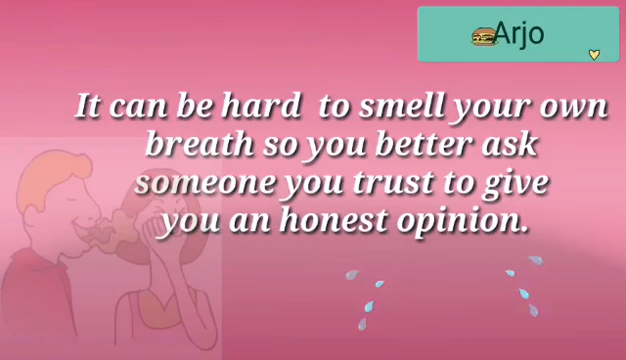 Arjo
It can be hard to smell your own
breath so you better ask
someone you trust to give
you an honest opinion.